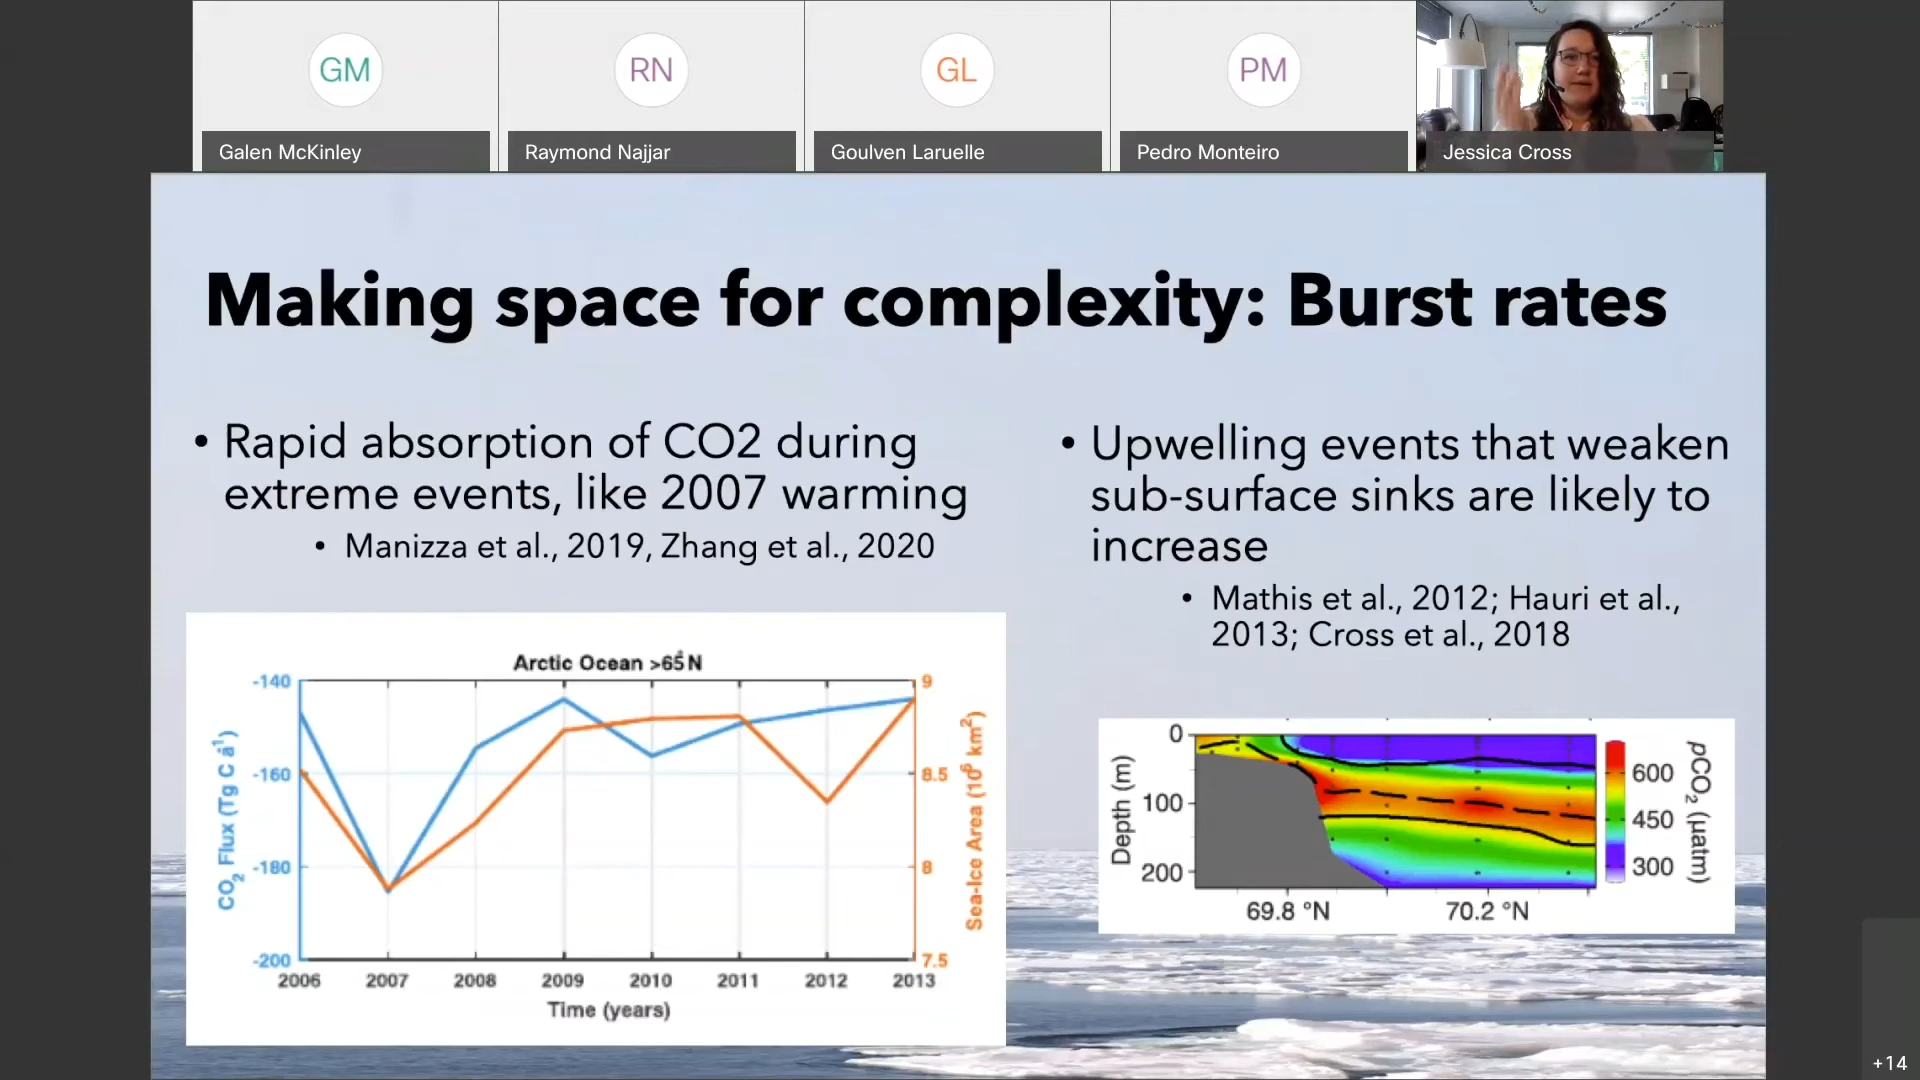 GM
RN
GL
PM
Galen McKinley
Raymond Najjar
Goulven Laruelle
Pedro Monteiro
Jessica Cross
Making space for complexity: Burst rates
• Rapid absorption of CO2 during
extreme events, like 2007 warming
• Manizza et al., 2019, Zhang et al., 2020
• Upwelling events that weaken
sub-surface sinks are likely to
increase
• Mathis et al., 2012; Hauri et al.,
2013; Cross et al., 2018
Arctic Ocean >65°N
CO2 Flux (Tg C a-1)
-140
-160
-180
-200
9
8.5
8
7.5
Sea-Ice Area (10^6 km²)
2006 2007 2008 2009 2010 2011 2012 2013
Time (years)
Depth (m)
0
100
200
69.8 °N 70.2 °N
600
450
300
pCO2 (µatm)
+14